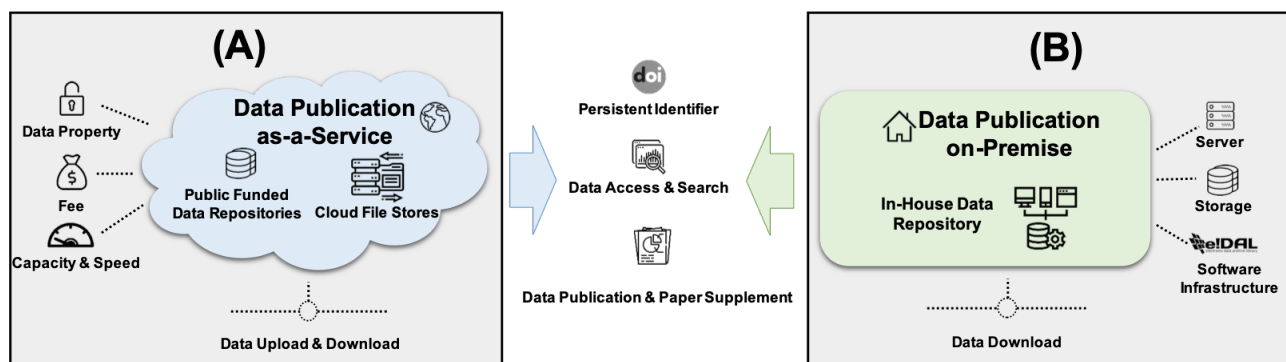 (A)
Data Publication
as-a-Service
Data Property
Fee
Capacity & Speed
Public Funded
Data Repositories
Cloud File Stores
Data Upload & Download
doi
Persistent Identifier
Data Access & Search
Data Publication & Paper Supplement
(B)
Data Publication
on-Premise
In-House Data
Repository
Server
Storage
e!DAL
Software
Infrastructure
Data Download